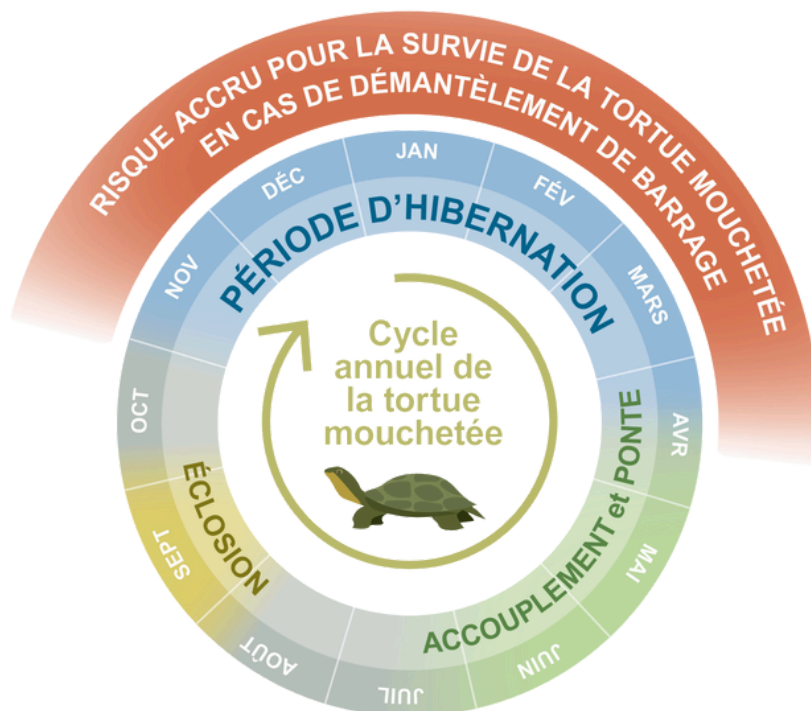 RISQUE ACCRU POUR LA SURVIE DE LA TORTUE MOUCHETÉE
EN CAS DE DÉMANTÈLEMENT DE BARRAGE
JAN
FÉV
MARS
AVR
MAI
JUIN
JUIL
AOÛT
SEPT
OCT
NOV
DÉC
PÉRIODE D'HIBERNATION
ACCOUPLEMENT et PONTE
ÉCLOSION
Cycle
annuel de
la tortue
mouchetée